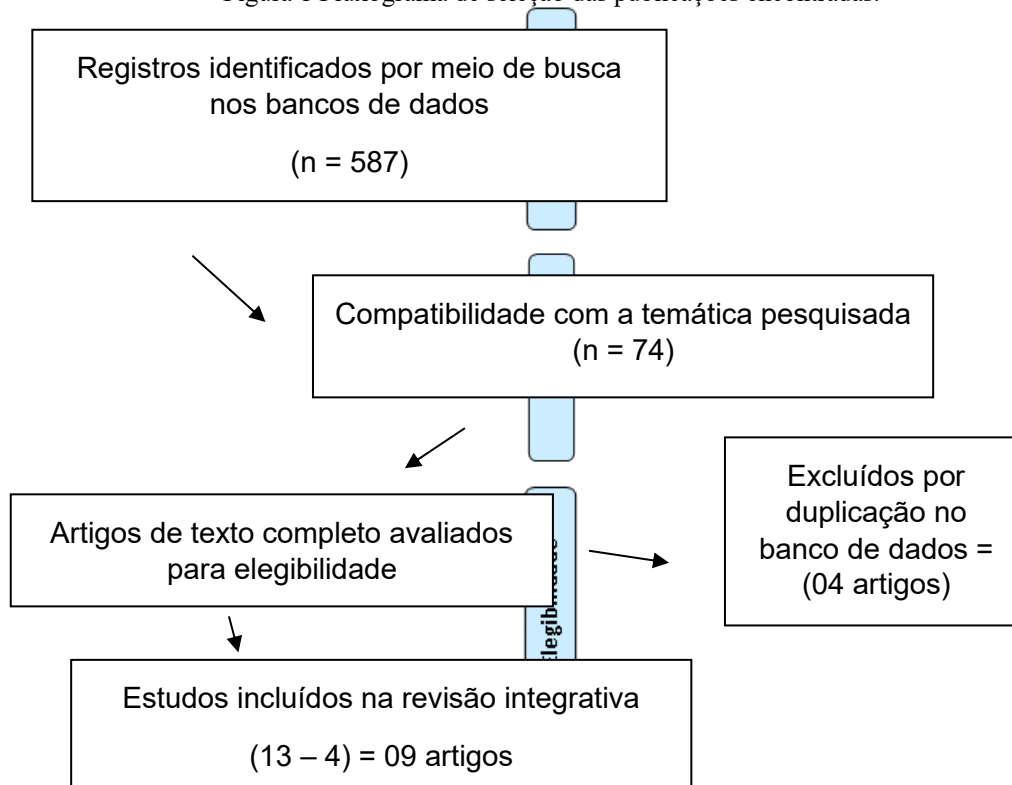 Registros identificados por meio de busca
nos bancos de dados
(n = 587)
Compatibilidade com a temática pesquisada
(n = 74)
Artigos de texto completo avaliados
para elegibilidade
Excluídos por
duplicação no
banco de dados =
(04 artigos)
Estudos incluídos na revisão integrativa
(13 – 4) = 09 artigos